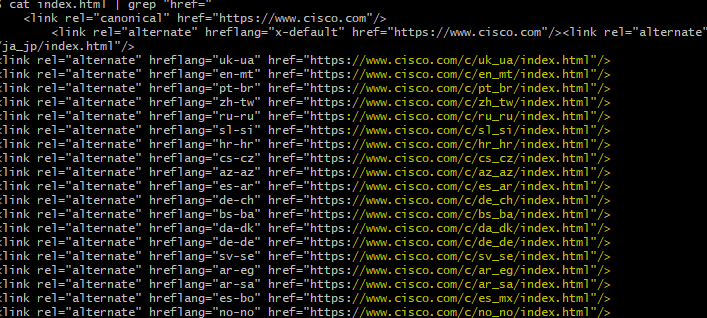 $ cat index.html | grep "href="
<link rel="canonical" href="https://www.cisco.com"/>
<link rel="alternate" hreflang="x-default" href="https://www.cisco.com"/><link rel="alternate"
/ja_jp/index.html"/>
<link rel="alternate" hreflang="uk-ua" href="https://www.cisco.com/c/uk_ua/index.html"/>
<link rel="alternate" hreflang="en-mt" href="https://www.cisco.com/c/en_mt/index.html"/>
<link rel="alternate" hreflang="pt-br" href="https://www.cisco.com/c/pt_br/index.html"/>
<link rel="alternate" hreflang="zh-tw" href="https://www.cisco.com/c/zh_tw/index.html"/>
<link rel="alternate" hreflang="ru-ru" href="https://www.cisco.com/c/ru_ru/index.html"/>
<link rel="alternate" hreflang="sl-si" href="https://www.cisco.com/c/sl_si/index.html"/>
<link rel="alternate" hreflang="hr-hr" href="https://www.cisco.com/c/hr_hr/index.html"/>
<link rel="alternate" hreflang="cs-cz" href="https://www.cisco.com/c/cs_cz/index.html"/>
<link rel="alternate" hreflang="az-az" href="https://www.cisco.com/c/az_az/index.html"/>
<link rel="alternate" hreflang="es-ar" href="https://www.cisco.com/c/es_ar/index.html"/>
<link rel="alternate" hreflang="de-ch" href="https://www.cisco.com/c/de_ch/index.html"/>
<link rel="alternate" hreflang="bs-ba" href="https://www.cisco.com/c/bs_ba/index.html"/>
<link rel="alternate" hreflang="da-dk" href="https://www.cisco.com/c/da_dk/index.html"/>
<link rel="alternate" hreflang="de-de" href="https://www.cisco.com/c/de_de/index.html"/>
<link rel="alternate" hreflang="sv-se" href="https://www.cisco.com/c/sv_se/index.html"/>
<link rel="alternate" hreflang="ar-eg" href="https://www.cisco.com/c/ar_eg/index.html"/>
<link rel="alternate" hreflang="ar-sa" href="https://www.cisco.com/c/ar_sa/index.html"/>
<link rel="alternate" hreflang="es-bo" href="https://www.cisco.com/c/es_mx/index.html"/>
<link rel="alternate" hreflang="no-no" href="https://www.cisco.com/c/no_no/index.html"/>